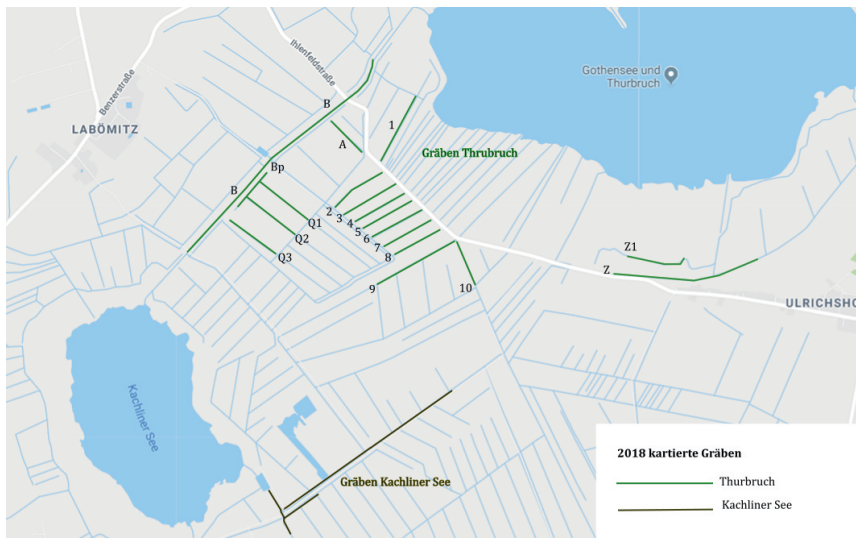 Ihlenfeldstraße
Benzerstraße
Gothensee und
Thurbruch
LABÖMITZ
B
1
A
Gräben Thrubruch
Bp
B
2
3
4
5
6
7
8
Q1
Q2
Q3
9
10
Z1
Z
ULRICHSHO
Kachliner See
Gräben Kachliner See
2018 kartierte Gräben
Thurbruch
Kachliner See